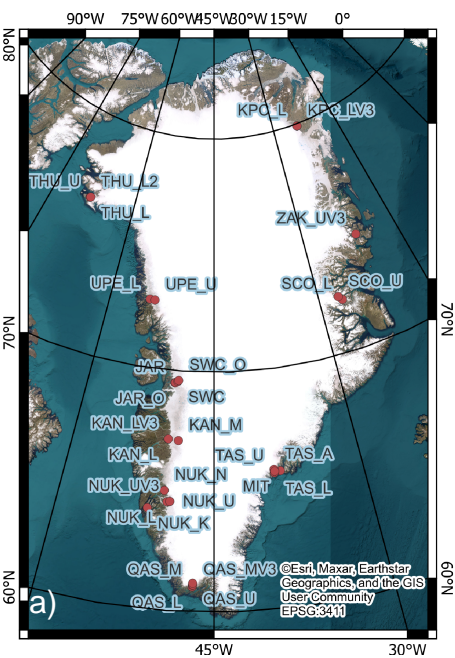 90°W 75°W 60°W 45°W 30°W 15°W 0°
80°N
KPC_L KPC_LV3
THU_U THU_L2
THU_L
ZAK_UV3
UPE_L UPE_U
SCO_L SCO_U
70°N
70°N
JAR SWC_O
JAR_O SWC
KAN_LV3 KAN_M
KAN_L TAS_U TAS_A
NUK_UV3 NUK_N
NUK_U MIT TAS_L
NUK_L NUK_K
QAS_M QAS_MV3
QAS_L QAS_U
60°N
60°N
a)
©Esri, Maxar, Earthstar
Geographics, and the GIS
User Community
EPSG:3411
45°W 30°W